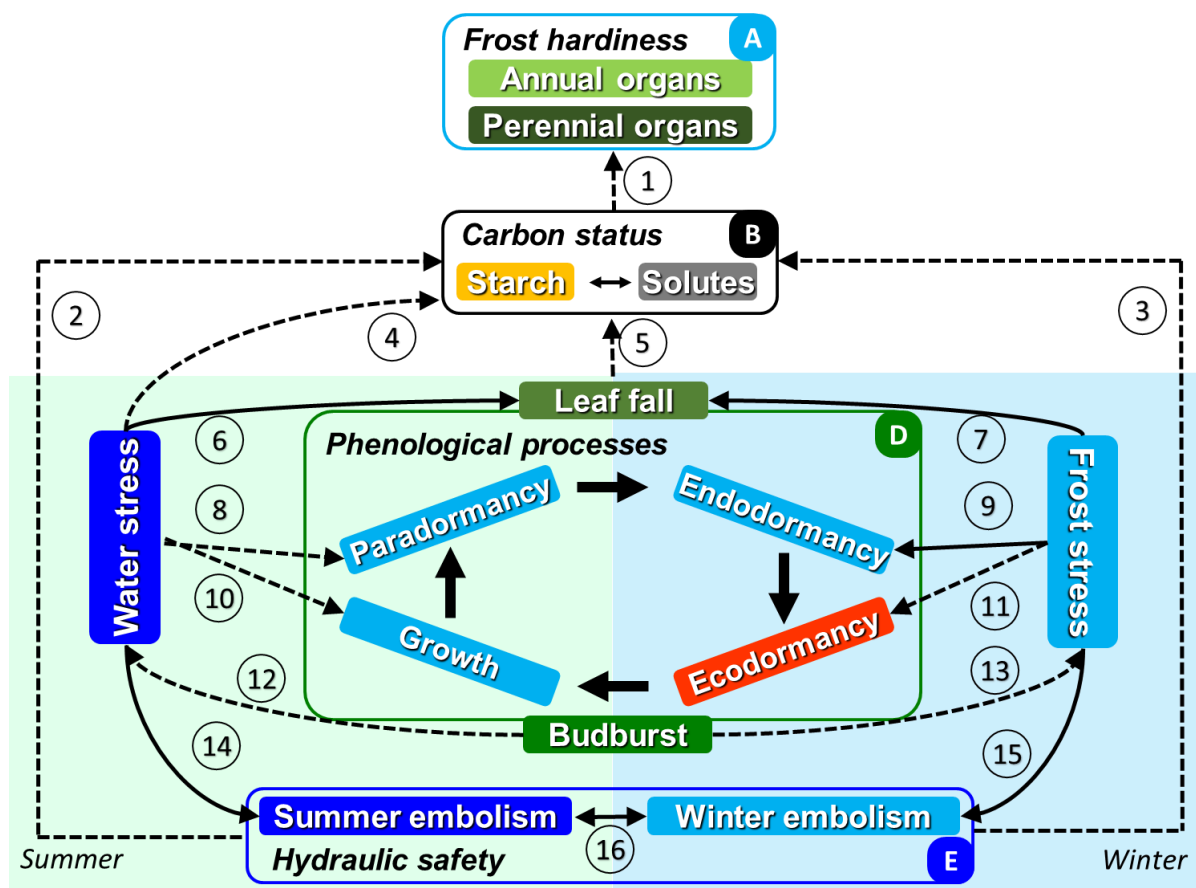 Frost hardiness
A
Annual organs
Perennial organs
1
Carbon status
B
Starch
Solutes
2
3
4
5
Leaf fall
6
7
Phenological processes
D
Water stress
Frost stress
8
9
Paradormancy
Endodormancy
10
11
Growth
Ecodormancy
12
13
Budburst
14
15
Summer embolism
Winter embolism
16
Summer
Hydraulic safety
E
Winter